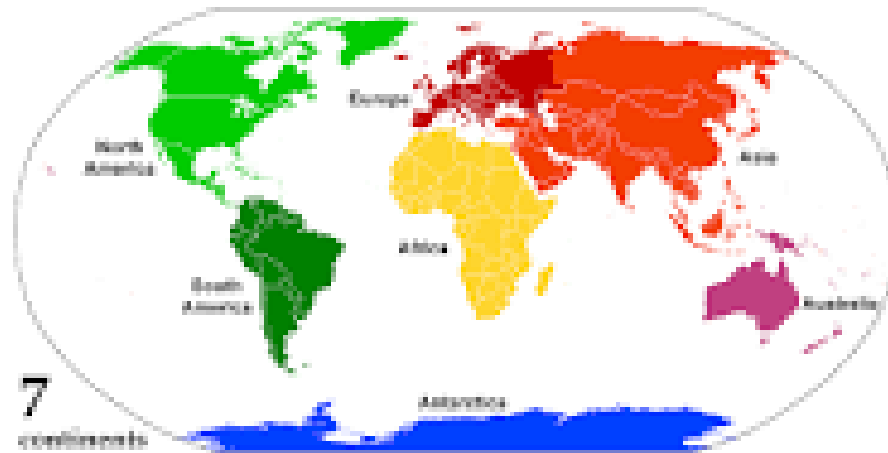 Europe
North
America
Asia
Africa
South
America
Australia
Antarctica
7
continents